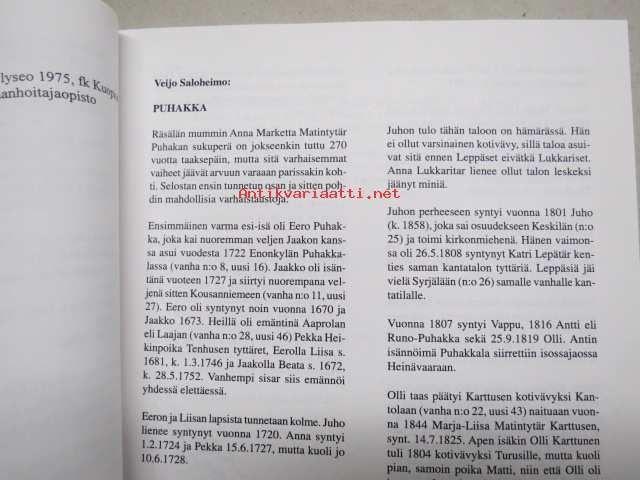 lyseo 1975, fk Kuop
anhoitajaopisto
Veijo Saloheimo:
PUHAKKA
Räsälän mummin Anna Marketta Matintytär
Puhakan sukuperä on jokseenkin tuttu 270
vuotta taaksepäin, mutta sitä varhaisemmat
vaiheet jäävät arvuun varaaan parissakin koh-
ti. Selostan ensin tunnetun osan ja sitten poh-
din mahdollisia varhaistaustoja.
Ensimmäinen varma esi-isä oli Eero Puhak-
ka, joka kai nuoremman veljen Jaakon kans-
sa asui vuodesta 1722 Enonkylän Puhakka-
lassa (vanha n:o 8, uusi 16). Jaakko oli isän-
tänä vuoteen 1727 ja siirtyi nuorempana vel-
jenä sitten Kousanniemeen (vanha n:o 11, uusi
27). Eero oli syntynyt noin vuonna 1670 ja
Jaakko 1673. Heillä oli emäntinä Aaprolan
eli Laajan (vanha n:o 28, uusi 46) Pekka Hei-
kinpoika Tenhusen tyttäret, Eerolla Liisa s.
1681, k. 1.3.1746 ja Jaakolla Beata s. 1672,
k. 28.5.1752. Vanhempi sisar siis emännöi
yhdessä elettäessä.
Eeron ja Liisan lapsista tunnetaan kolme. Juho
lienee syntynyt vuonna 1720. Anna syntyi
1.2.1724 ja Pekka 15.6.1727, mutta kuoli jo
10.6.1728.
Juhon tulo tähän taloon on hämärässä. Hän
ei ollut varsinainen kotivävy, sillä taloa asui-
vat sitä ennen Leppäset eivätkä Lukkariset.
Anna Lukkaritar lienee ollut talon leskeksi
jäänyt miniä.
Juhon perheeseen syntyi vuonna 1801 Juho
(k. 1858), joka sai osuudekseen Keskilän (n:o
25) ja toimi kirkonmiehenä. Hänen vaimon-
sa oli 26.5.1808 syntynyt Katri Lepätär ken-
ties saman kantatalon tyttäriä. Leppäsiä jäi
vielä Syrjälään (n:o 26) samalle vanhalle kan-
tatilalle.
Vuonna 1807 syntyi Vappu, 1816 Antti eli
Runo-Puhakka sekä 25.9.1819 Olli. Antin
isännöimä Puhakkala siirrettiin isossajaossa
Heinävaaraan.
Olli taas päätyi Karttusen kotivävyksi Kan-
tolaan (vanha n:o 22, uusi 43) naituaan vuon-
na 1844 Marja-Liisa Matintytär Karttusen,
synt. 14.7.1825. Apen isäkin Olli Karttunen
tuli 1804 kotivävyksi Turusille, mutta kuoli
pian, samoin poika Matti, niin että Olli oli
Antikvariaatti.net